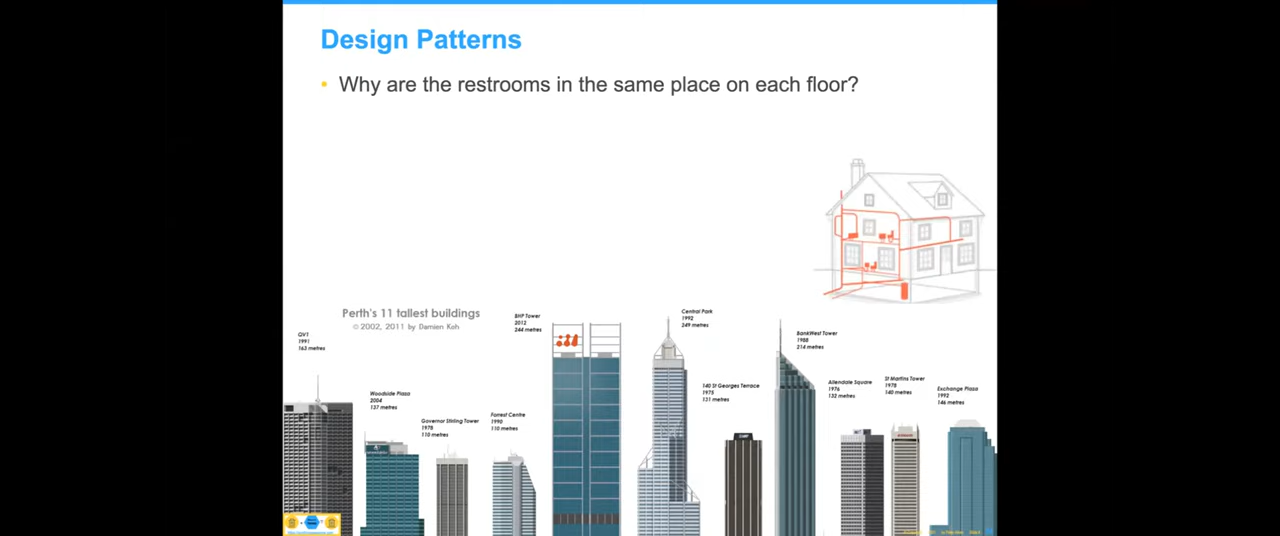 Design Patterns
• Why are the restrooms in the same place on each floor?
Perth's 11 tallest buildings
© 2002, 2011 by Damien Koh
QV1
1991
163 metres
Woodside Plaza
2004
137 metres
Governor Stirling Tower
1978
110 metres
Forrest Centre
1990
110 metres
BHP Tower
2012
244 metres
Central Park
1992
249 metres
140 St Georges Terrace
1975
131 metres
BankWest Tower
1988
214 metres
Allendale Square
1976
132 metres
St Martins Tower
1978
140 metres
Exchange Plaza
1992
146 metres